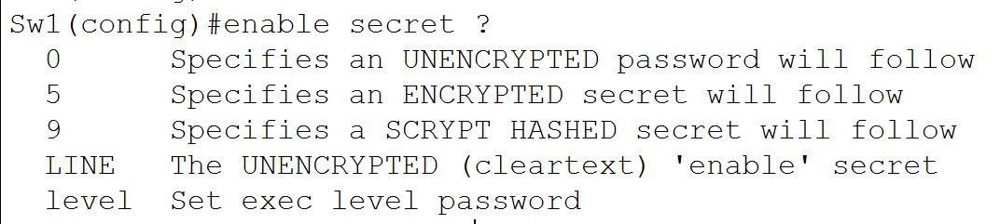 Sw1(config)#enable secret ?
0 Specifies an UNENCRYPTED password will follow
5 Specifies an ENCRYPTED secret will follow
9 Specifies a SCRYPT HASHED secret will follow
LINE The UNENCRYPTED (cleartext) 'enable' secret
level Set exec level password